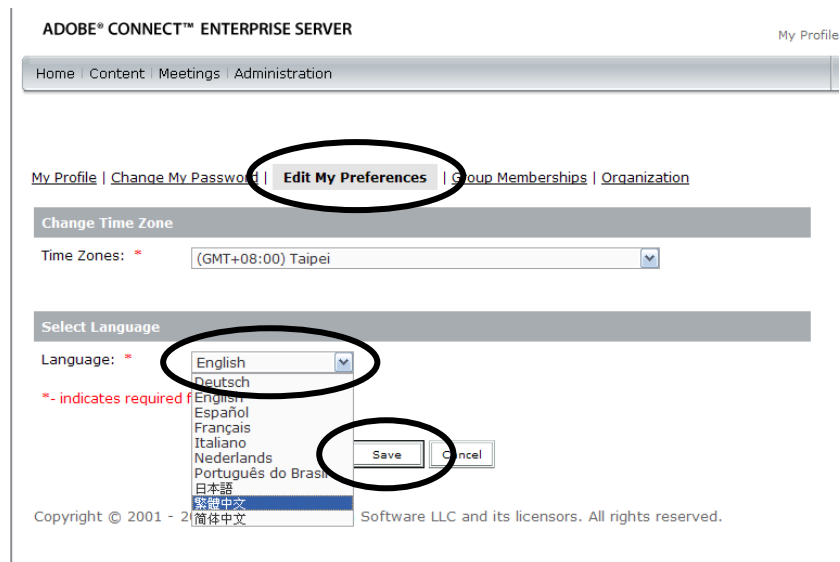 ADOBE® CONNECT™ ENTERPRISE SERVER
My Profile
Home | Content | Meetings | Administration
My Profile | Change My Password | Edit My Preferences | Group Memberships | Organization
Change Time Zone
Time Zones: * (GMT+08:00) Taipei
Select Language
Language: * English
Deutsch
*- indicates required f
English
Español
Français
Italiano
Nederlands
Save Cancel
Português do Brasil
日本語
繁體中文
简体中文
Copyright © 2001 - 2 Software LLC and its licensors. All rights reserved.